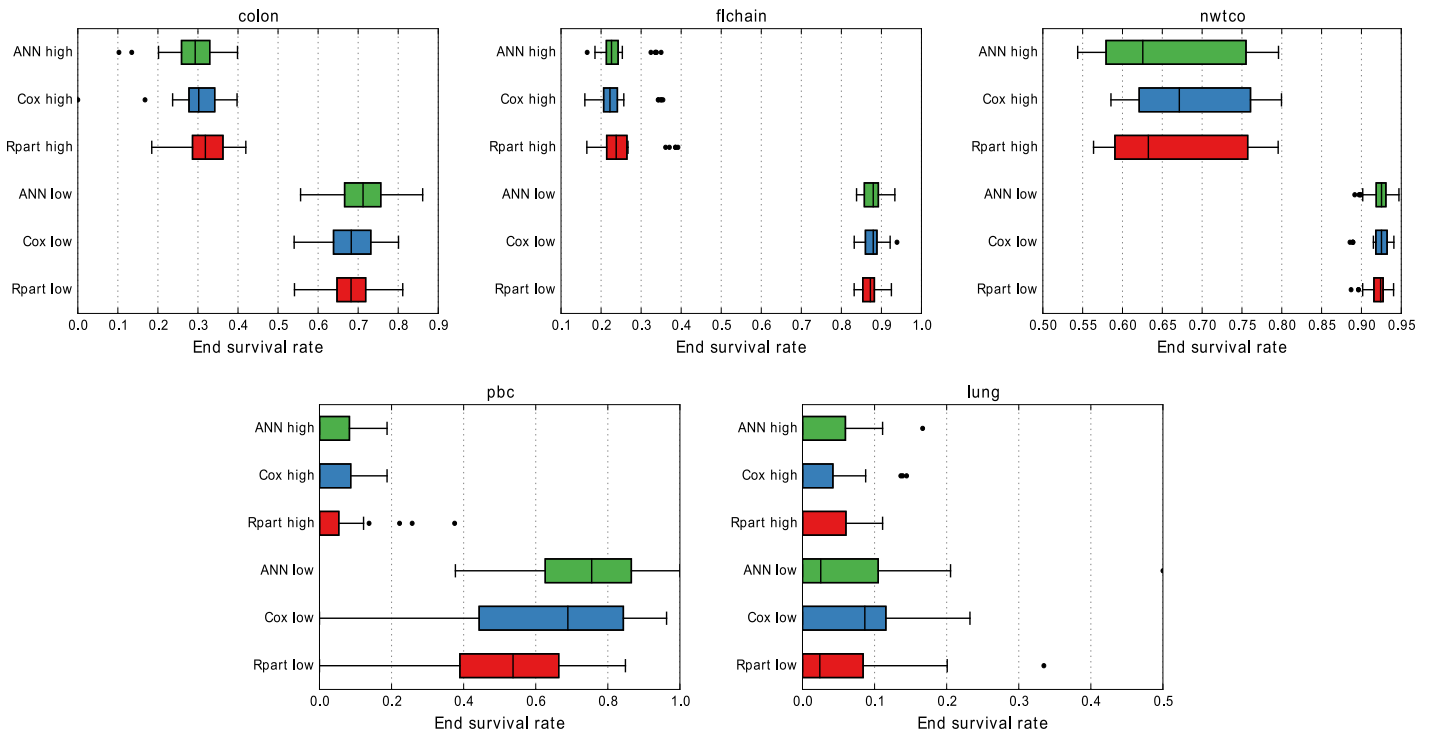 colon
ANN high
Cox high
Rpart high
ANN low
Cox low
Rpart low
0.0 0.1 0.2 0.3 0.4 0.5 0.6 0.7 0.8 0.9
End survival rate
flchain
ANN high
Cox high
Rpart high
ANN low
Cox low
Rpart low
0.1 0.2 0.3 0.4 0.5 0.6 0.7 0.8 0.9 1.0
End survival rate
nwtco
ANN high
Cox high
Rpart high
ANN low
Cox low
Rpart low
0.50 0.55 0.60 0.65 0.70 0.75 0.80 0.85 0.90 0.95
End survival rate
pbc
ANN high
Cox high
Rpart high
ANN low
Cox low
Rpart low
0.0 0.2 0.4 0.6 0.8 1.0
End survival rate
lung
ANN high
Cox high
Rpart high
ANN low
Cox low
Rpart low
0.0 0.1 0.2 0.3 0.4 0.5
End survival rate